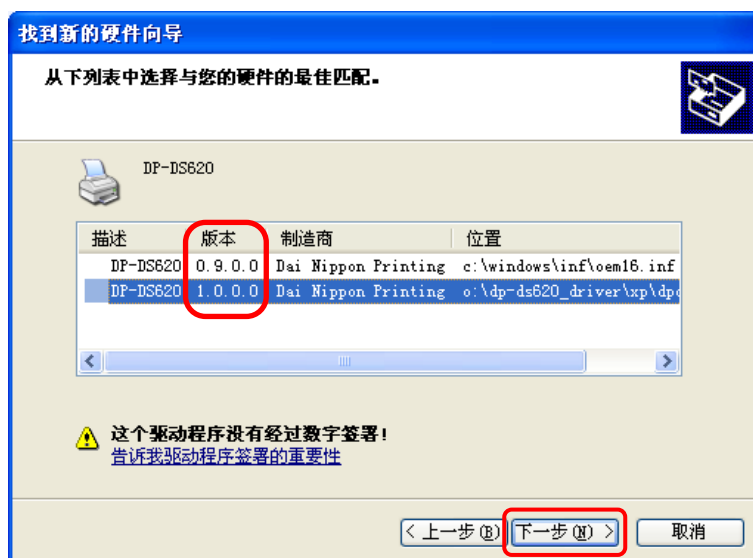 找到新的硬件向导
从下列表中选择与您的硬件的最佳匹配。
DP-DS620
描述 版本 制造商 位置
DP-DS620 0.9.0.0 Dai Nippon Printing c:\windows\inf\oem16.inf
DP-DS620 1.0.0.0 Dai Nippon Printing o:\dp-ds620_driver\xp\dpd
这个驱动程序没有经过数字签署!
告诉我驱动程序签署的重要性
< 上一步(B) 下一步(N) > 取消